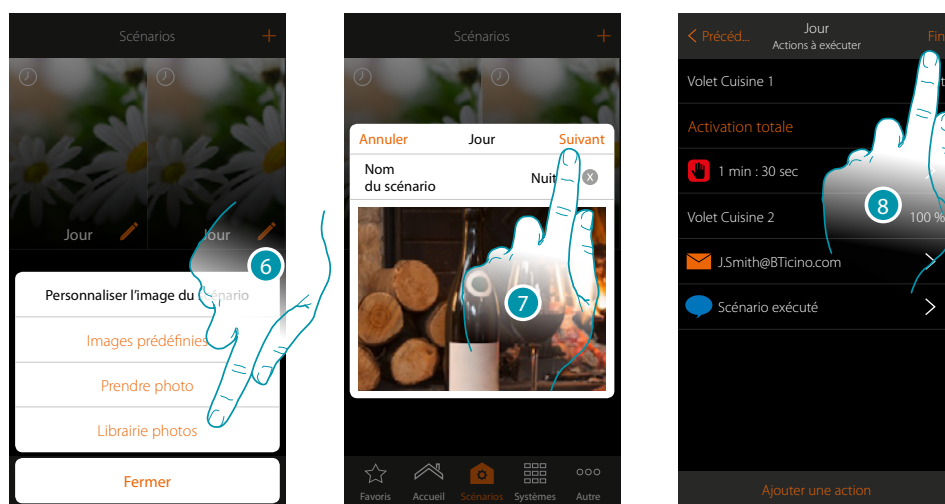 Scénarios +
Jour
Jour
Personnaliser l'image du
Images prédéfinies
Prendre photo
Librairie photos
Fermer
6
Scénarios +
Annuler Jour Suivant
Nom
du scénario
Nuit X
7
Favoris Accueil Scénarios Systèmes Autre
Précéd...
Jour
Actions à exécuter
Fin
Volet Cuisine 1
Activation totale
1 min : 30 sec
Volet Cuisine 2 100 %
J.Smith@BTicino.com
Scénario exécuté
8
Ajouter une action